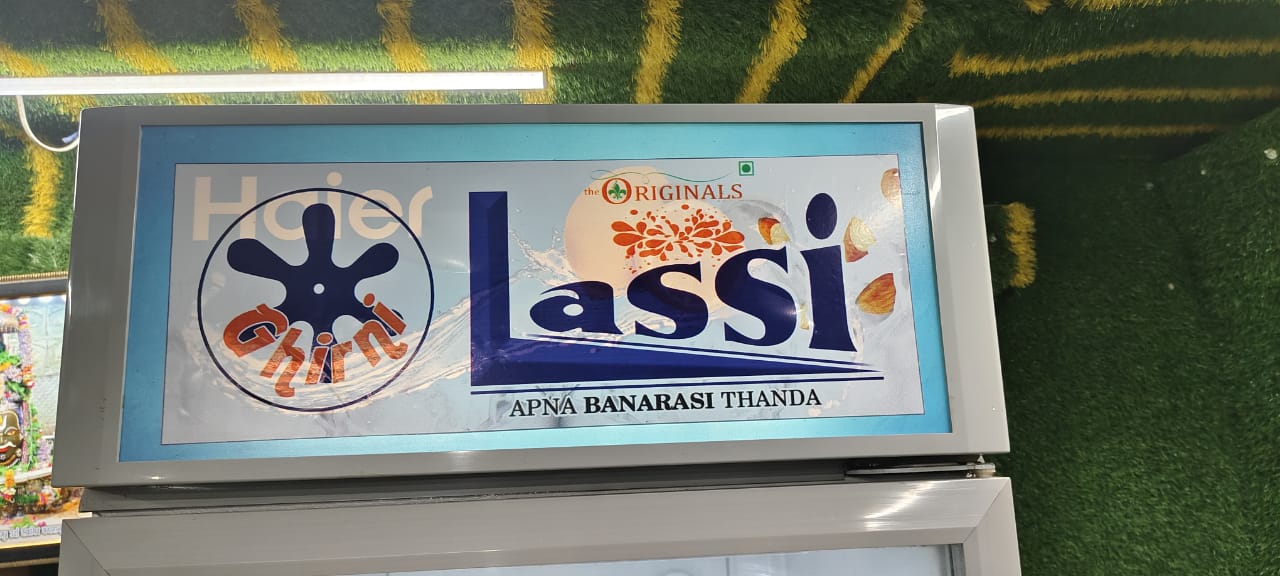 Haier
Ghirni
the ORIGINALS
Lassi
APNA BANARASI THANDA